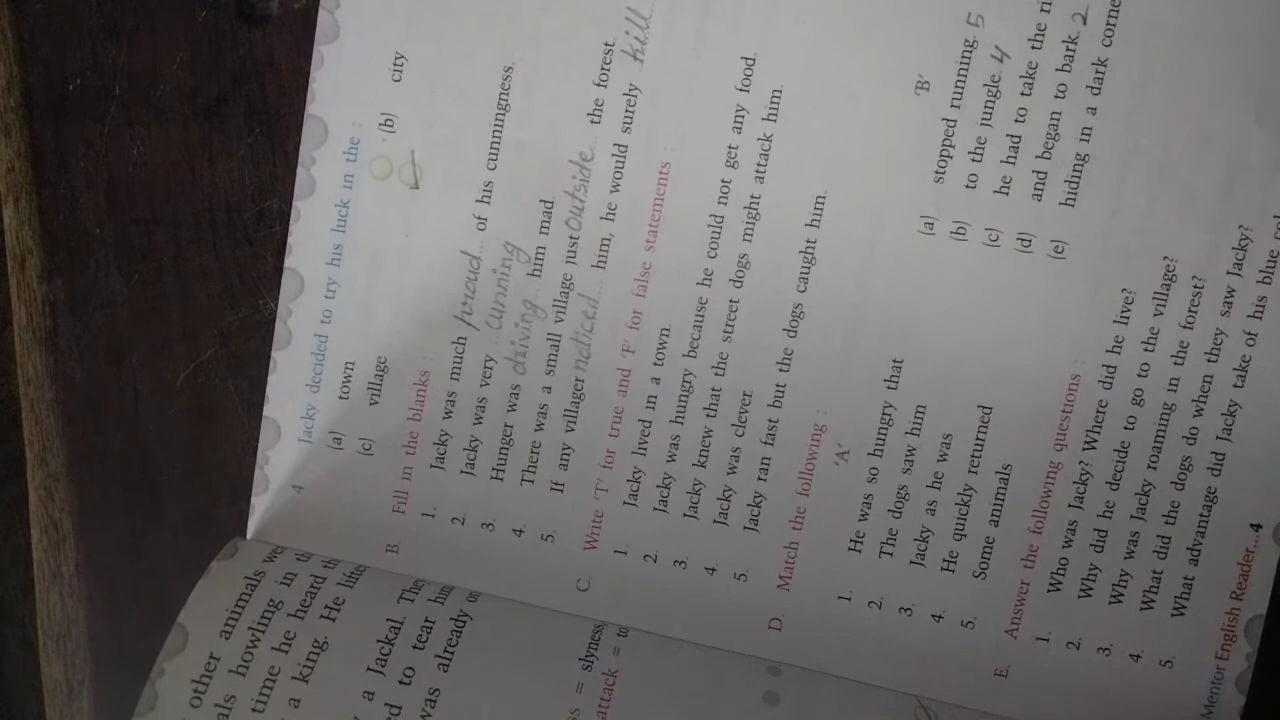 other animals
als howling in
time he heard
a king. He lifte
a Jackal. They
to tear him
was already
= slyness,
attack = to
4 Jacky decided to try his luck in the :
(a) town (b) city
(c) village
B Fill in the blanks :
1. Jacky was much proud of his cunningness.
2. Jacky was very cunning
3. Hunger was driving him mad.
4. There was a small village just outside the forest.
5. If any villager noticed him, he would surely kill
C. Write 'T' for true and 'F' for false statements :
1. Jacky lived in a town.
2. Jacky was hungry because he could not get any food.
3. Jacky knew that the street dogs might attack him.
4. Jacky was clever.
5. Jacky ran fast but the dogs caught him.
D. Match the following :
'A' 'B'
1. He was so hungry that (a) stopped running. 5
2. The dogs saw him (b) to the jungle. 4
3. Jacky as he was (c) he had to take the
4. He quickly returned (d) and began to bark. 2
5. Some animals (e) hiding in a dark corne
E. Answer the following questions :
1. Who was Jacky? Where did he live?
2. Why did he decide to go to the village?
3. Why was Jacky roaming in the forest?
4. What did the dogs do when they saw Jacky?
5. What advantage did Jacky take of his blue
Mentor English Reader...4